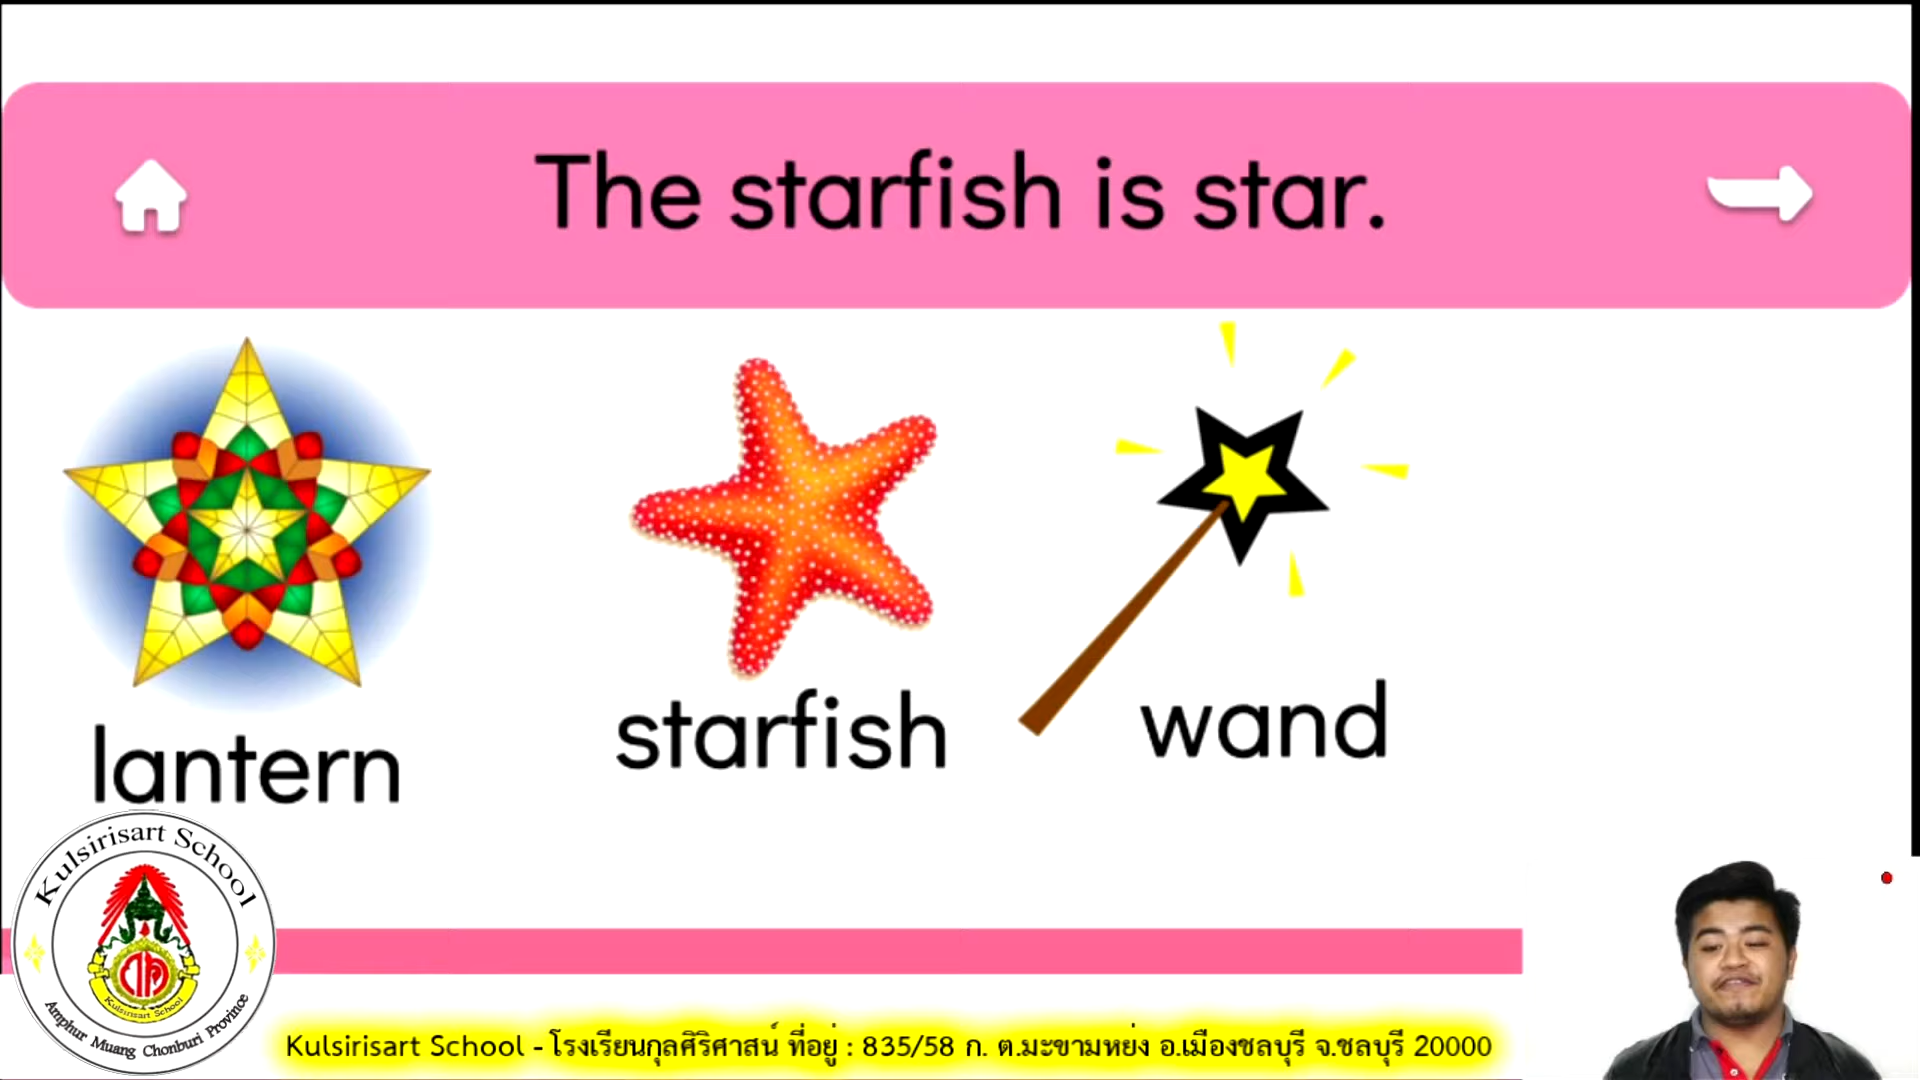 The starfish is star.
lantern
starfish
wand
Kulsirisart School
Kulsirisart School
Amphur Muang Chonburi Province
Kulsirisart School - โรงเรียนกุลศิริศาสน์ ที่อยู่ : 835/58 ก. ต.มะขามหย่ง อ.เมืองชลบุรี จ.ชลบุรี 20000